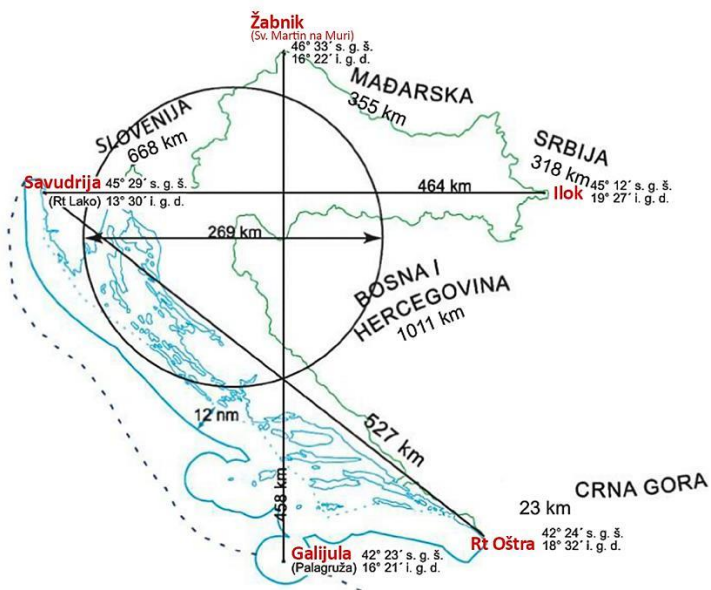 Žabnik
(Sv. Martin na Muri)
46° 33´ s. g. š.
16° 22´ i. g. d.
MAĐARSKA
355 km
SLOVENIJA
668 km
SRBIJA
318 km
Savudrija 45° 29´ s. g. š.
(Rt Lako) 13° 30´ i. g. d.
464 km
Ilok 45° 12´ s. g. š.
19° 27´ i. g. d.
269 km
BOSNA I
HERCEGOVINA
1011 km
12 nm
527 km
458 km
CRNA GORA
23 km
Rt Oštra 42° 24´ s. g. š.
18° 32´ i. g. d.
Galijula 42° 23´ s. g. š.
(Palagruža) 16° 21´ i. g. d.